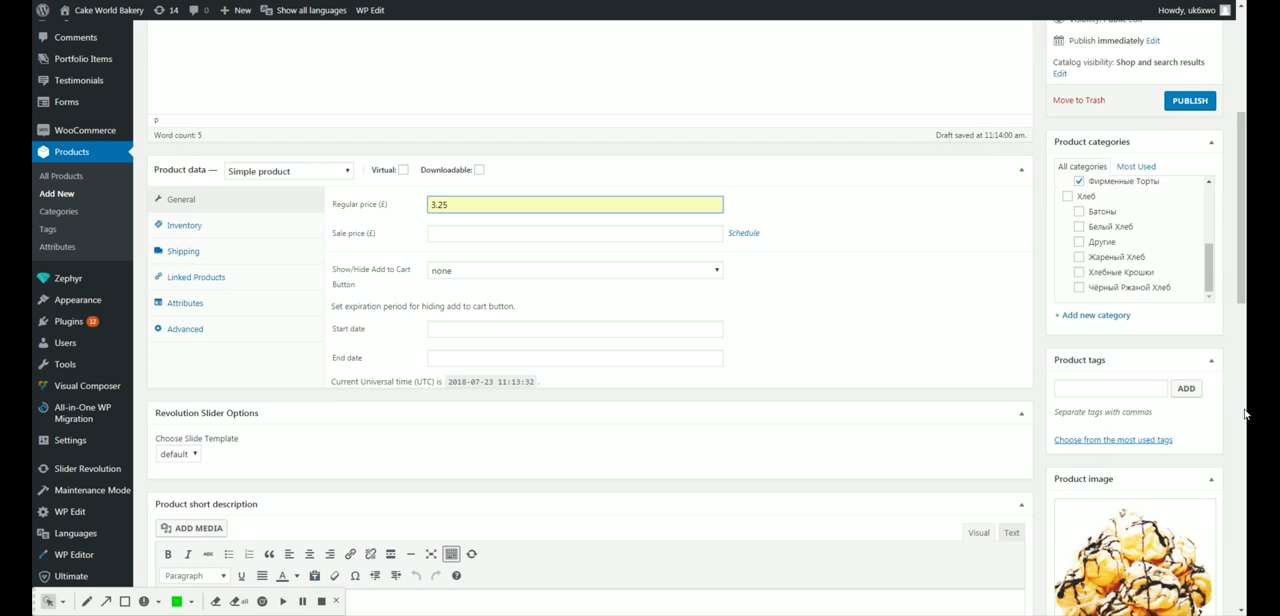 Cake World Bakery 14 0 New Show all languages WP Edit Howdy, uk6xwo
Comments
Portfolio Items
Testimonials
Forms
WooCommerce
Products
All Products
Add New
Categories
Tags
Attributes
Zephyr
Appearance
Plugins 12
Users
Tools
Visual Composer
All-in-One WP
Migration
Settings
Slider Revolution
Maintenance Mode
WP Edit
Languages
WP Editor
Ultimate
P
Word count: 5 Draft saved at 11:14:00 am.
Product data — Simple product Virtual: Downloadable:
General
Inventory
Shipping
Linked Products
Attributes
Advanced
Regular price (£) 3.25
Sale price (£) Schedule
Show/Hide Add to Cart
Button
none
Set expiration period for hiding add to cart button.
Start date
End date
Current Universal time (UTC) is 2018-07-23 11:13:32 .
Revolution Slider Options
Choose Slide Template
default
Product short description
ADD MEDIA Visual Text
B I ABC
Paragraph U A Ω
Visibility: Public Edit
Publish immediately Edit
Catalog visibility: Shop and search results
Edit
Move to Trash PUBLISH
Product categories
All categories Most Used
Фирменные Торты
Хлеб
Батоны
Белый Хлеб
Другие
Жареный Хлеб
Хлебные Крошки
Чёрный Ржаной Хлеб
+ Add new category
Product tags
ADD
Separate tags with commas
Choose from the most used tags
Product image